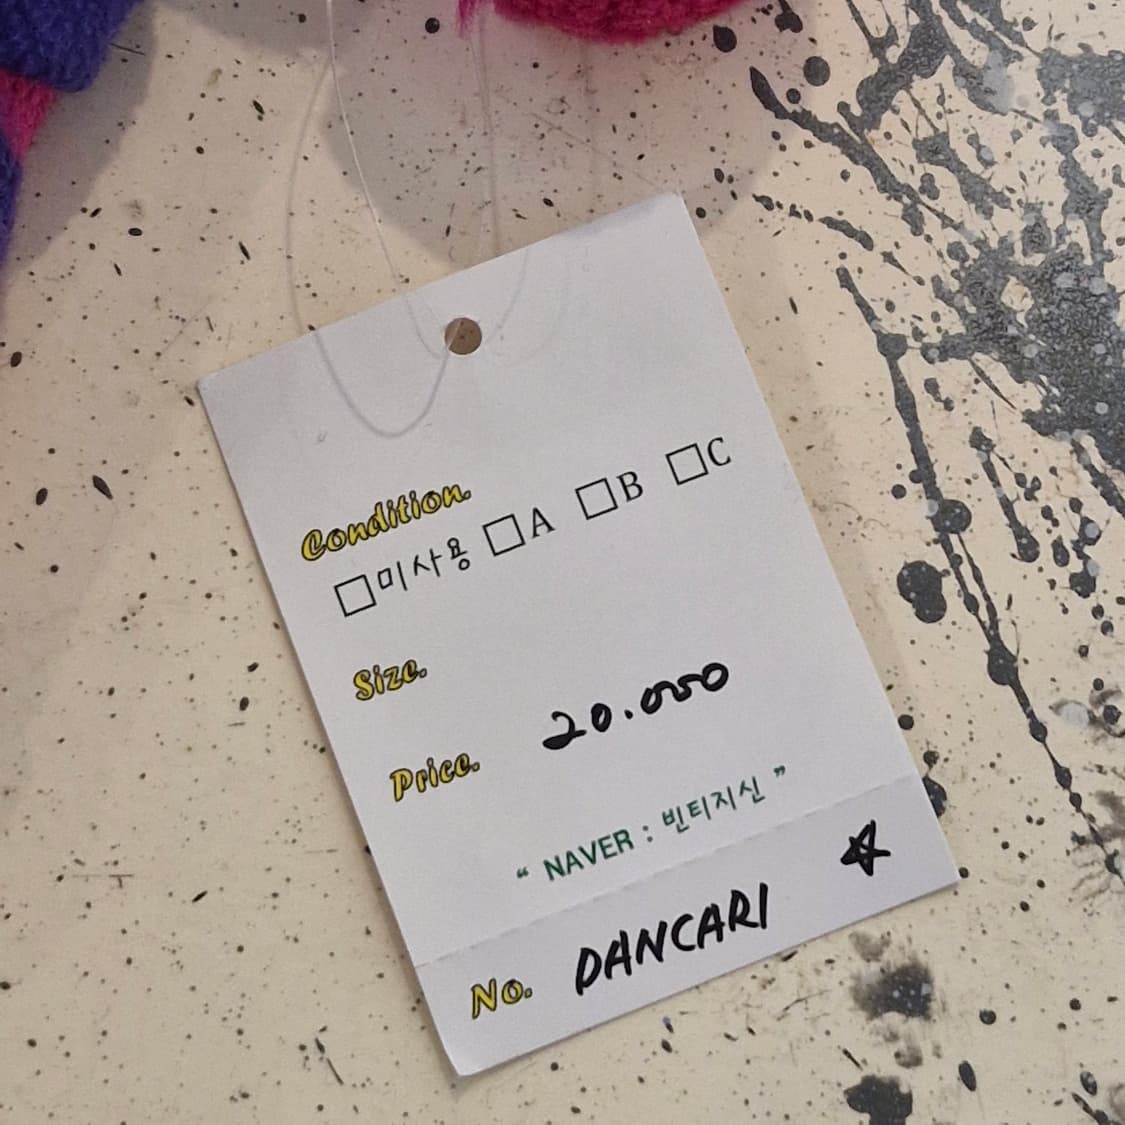 Condition.
□미사용 □A □B □C
Size.
Price. 20.000
“ NAVER : 빈티지신 ”
No. DANCARI ☆